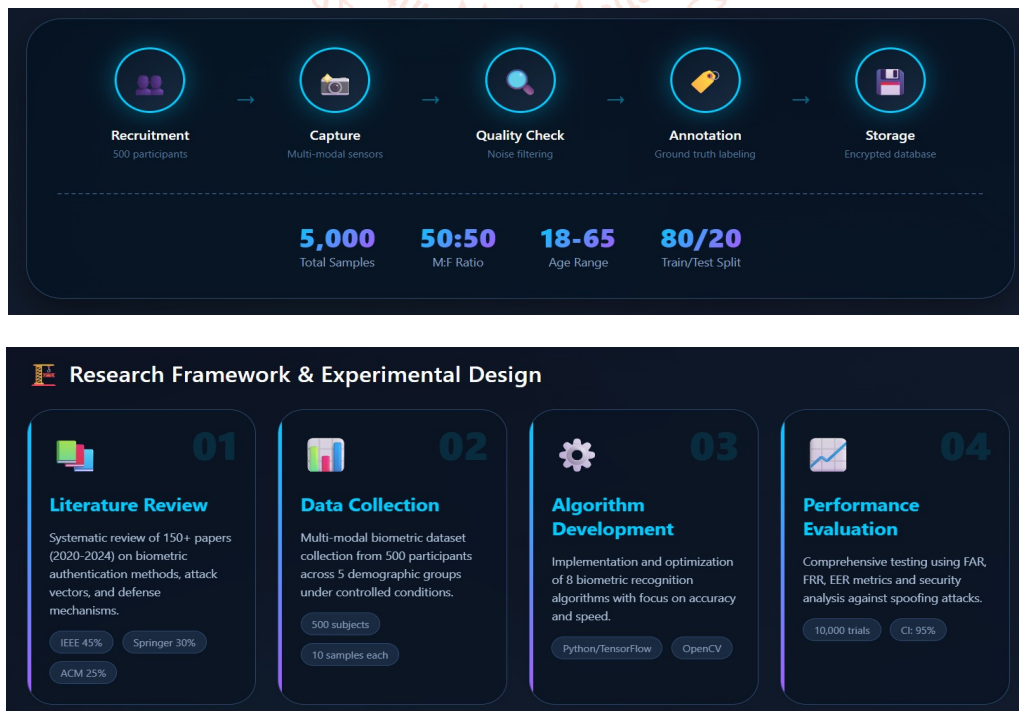 Recruitment
500 participants
→
Capture
Multi-modal sensors
→
Quality Check
Noise filtering
→
Annotation
Ground truth labeling
→
Storage
Encrypted database
5,000
Total Samples
50:50
M:F Ratio
18-65
Age Range
80/20
Train/Test Split
Research Framework & Experimental Design
01
Literature Review
Systematic review of 150+ papers
(2020-2024) on biometric
authentication methods, attack
vectors, and defense
mechanisms.
IEEE 45%
Springer 30%
ACM 25%
02
Data Collection
Multi-modal biometric dataset
collection from 500 participants
across 5 demographic groups
under controlled conditions.
500 subjects
10 samples each
03
Algorithm
Development
Implementation and optimization
of 8 biometric recognition
algorithms with focus on accuracy
and speed.
Python/TensorFlow
OpenCV
04
Performance
Evaluation
Comprehensive testing using FAR,
FRR, EER metrics and security
analysis against spoofing attacks.
10,000 trials
CI: 95%